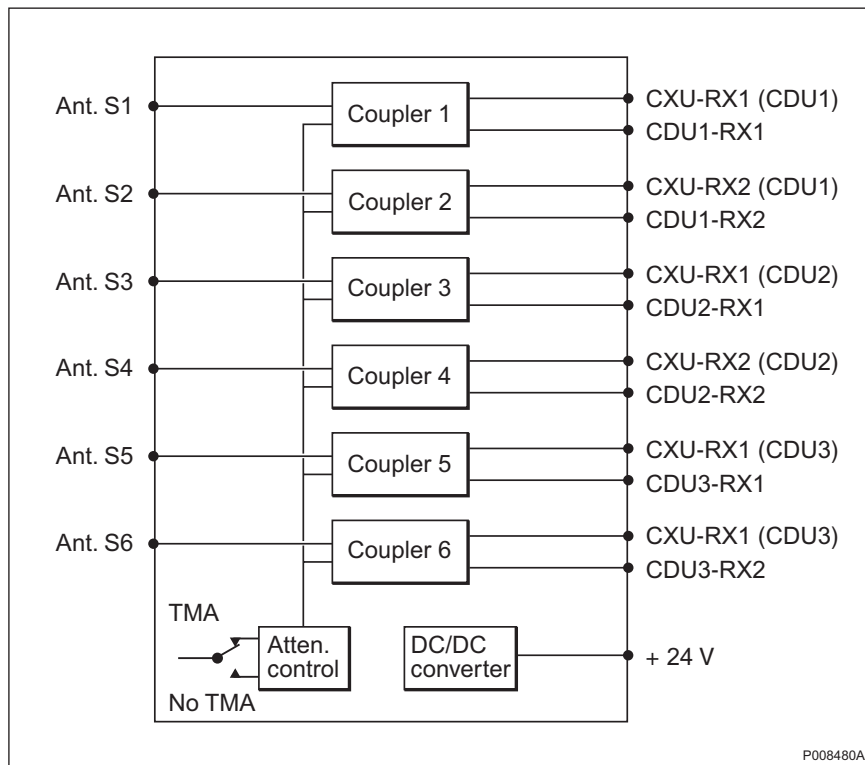 Ant. S1
Coupler 1
CXU-RX1 (CDU1)
CDU1-RX1
Ant. S2
Coupler 2
CXU-RX2 (CDU1)
CDU1-RX2
Ant. S3
Coupler 3
CXU-RX1 (CDU2)
CDU2-RX1
Ant. S4
Coupler 4
CXU-RX2 (CDU2)
CDU2-RX2
Ant. S5
Coupler 5
CXU-RX1 (CDU3)
CDU3-RX1
Ant. S6
Coupler 6
CXU-RX1 (CDU3)
CDU3-RX2
TMA
No TMA
Atten.
control
DC/DC
converter
+ 24 V
P008480A